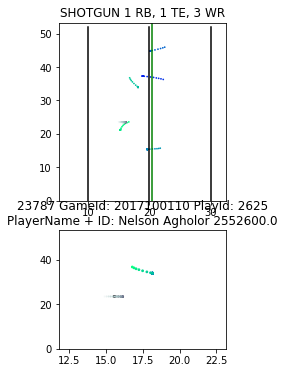 SHOTGUN 1 RB, 1 TE, 3 WR
50
40
30
20
10
0
10 20 30
23787 GameId: 2017100110 PlayId: 2625
PlayerName + ID: Nelson Agholor 2552600.0
40
20
0
12.5 15.0 17.5 20.0 22.5